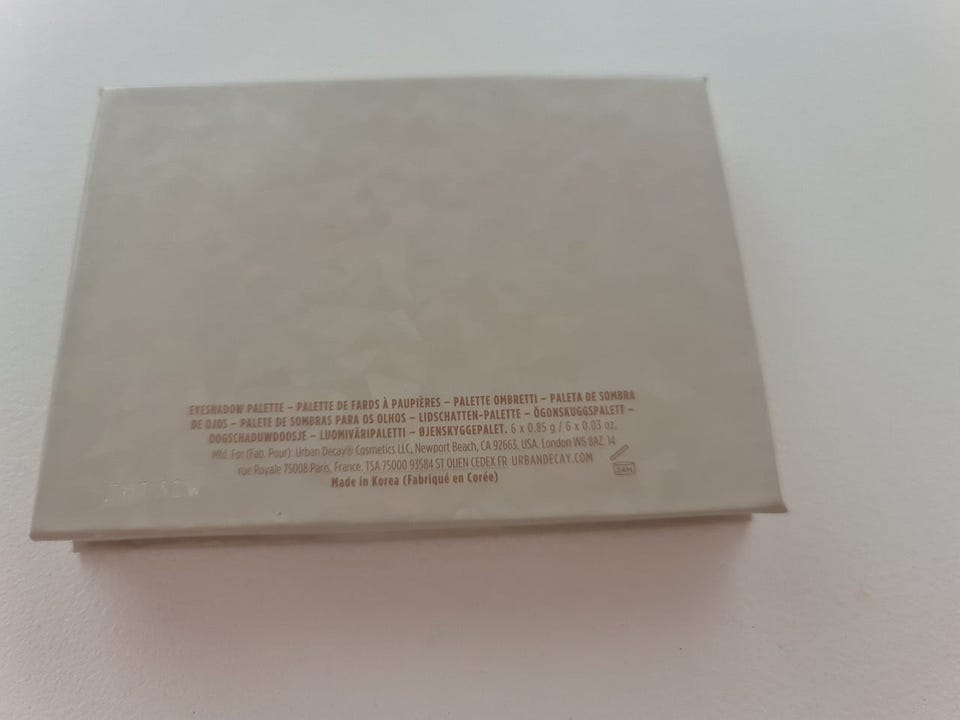 EYESHADOW PALETTE – PALETTE DE FARDS À PAUPIÈRES – PALETTE OMBRETTI – PALETA DE SOMBRA
DE OJOS – PALETE DE SOMBRAS PARA OS OLHOS – LIDSCHATTEN-PALETTE – ÖGONSKUGGSPALETT –
OOGSCHADUWDOOSJE – LUOMIVÄRIPALETTI – ØJENSKYGGEPALET. 6 x 0.85 g / 6 x 0.03 oz.
Mfd. For (Fab. Pour). Urban Decay® Cosmetics LLC, Newport Beach, CA 92663, USA. London W6 8AZ. 14
rue Royale 75008 Paris, France. TSA 75000 93584 ST OUEN CEDEX FR URBANDECAY.COM
Made in Korea (Fabriqué en Corée)
24M